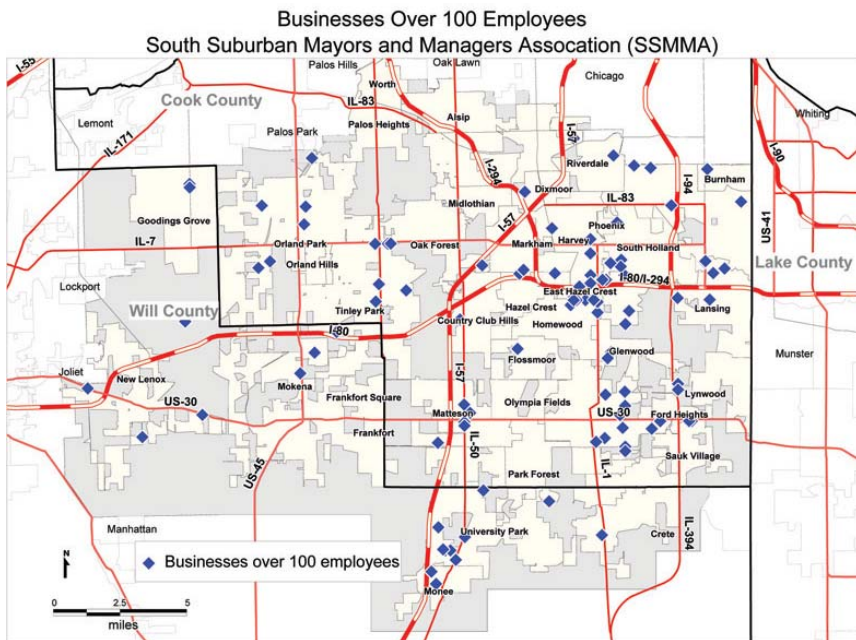 Businesses Over 100 Employees
South Suburban Mayors and Managers Assocation (SSMMA)
I-55
Palos Hills
Oak Lawn
Chicago
Worth
Cook County
IL-83
Aisip
Whiting
Lemont
IL-171
Palos Park
Palos Heights
I-57
I-90
I-294
Riverdale
I-94
Burnham
Dixmoor
IL-83
Goodings Grove
Midlothian
I-57
Phoenix
US-41
IL-7
Orland Park
Oak Forest
Markham
Harvey
South Holland
Orland Hills
I-80/I-294
Lake County
Lockport
East Hazel Crest
Will County
Tinley Park
Hazel Crest
Lansing
Country Club Hills
Homewood
I-80
Flossmoor
Glenwood
Munster
Joliet
New Lenox
Mokena
I-57
Lynwood
US-30
Frankfort Square
Matteson
Olympia Fields
US-30
Ford Heights
Frankfort
IL-50
IL-1
Sauk Village
US-45
Park Forest
Manhattan
University Park
Crete
IL-394
N
Businesses over 100 employees
Monee
0 2.5 5
miles